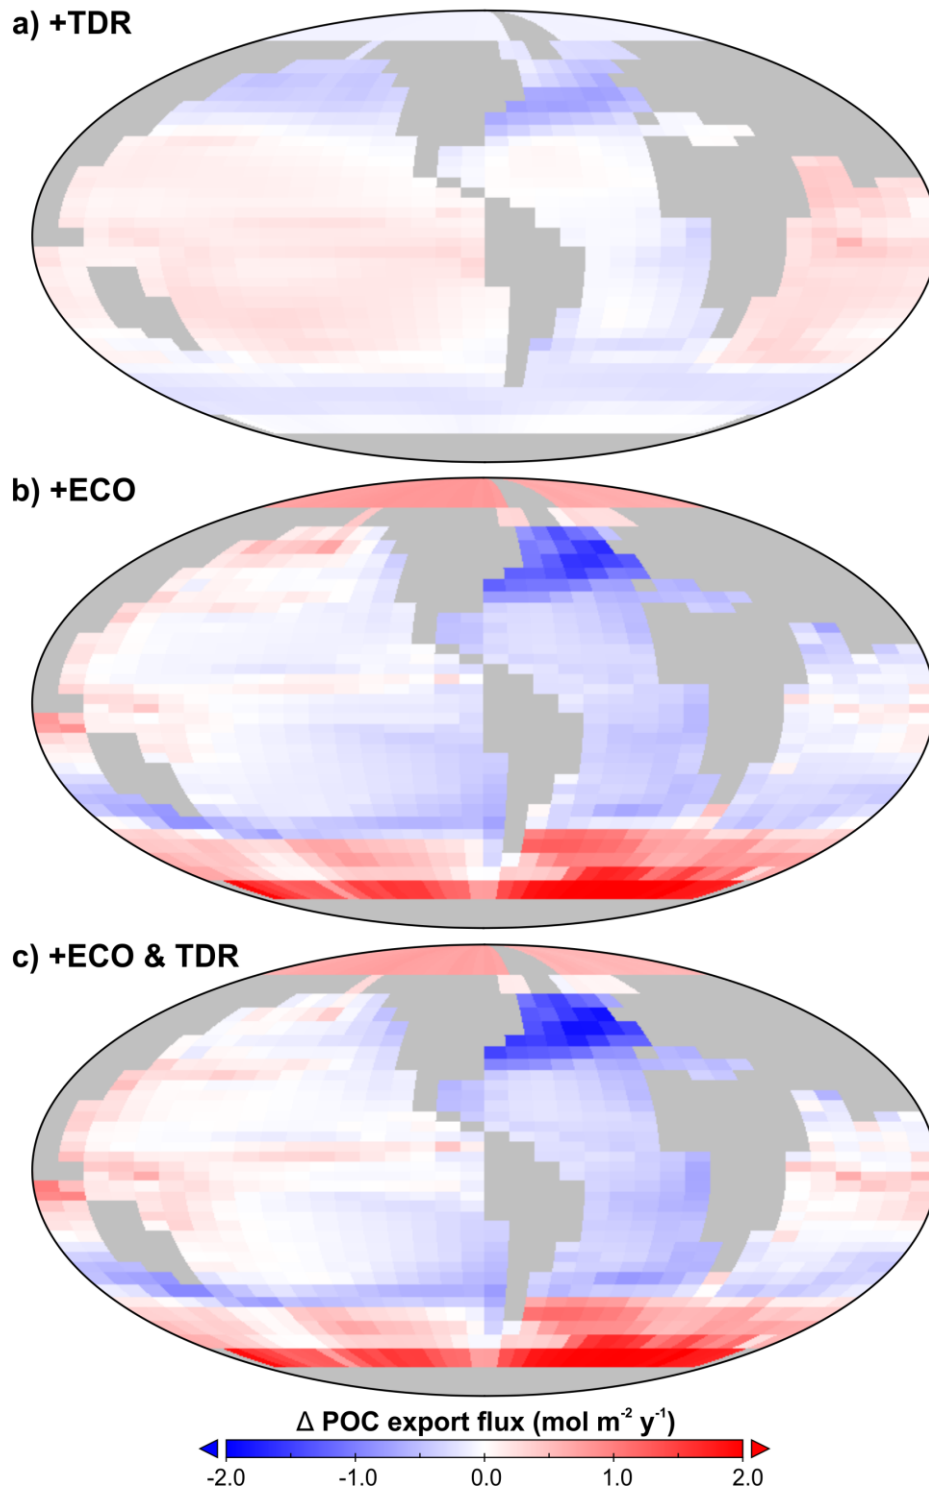 a) +TDR
b) +ECO
c) +ECO & TDR
Δ POC export flux (mol m⁻² y⁻¹)
-2.0 -1.0 0.0 1.0 2.0